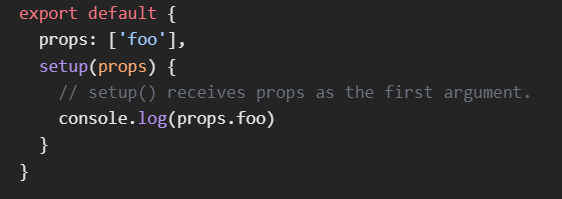 export default {
  props: ['foo'],
  setup(props) {
    // setup() receives props as the first argument.
    console.log(props.foo)
  }
}